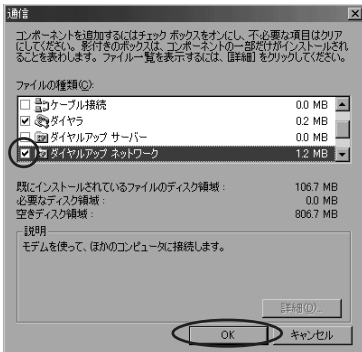 通信
コンポーネントを追加するにはチェック ボックスをオンにし、不必要な項目はクリア
にしてください。影付きのボックスは、コンポーネントの一部だけがインストールされ
ることを表わします。ファイル一覧を表示するには、[詳細] をクリックしてください。
ファイルの種類(C):
ケーブル接続 0.0 MB
ダイヤラ 0.2 MB
ダイヤルアップ サーバー 0.0 MB
ダイヤルアップ ネットワーク 1.2 MB
既にインストールされているファイルのディスク領域: 106.7 MB
必要なディスク領域: 0.0 MB
空きディスク領域: 806.7 MB
説明
モデムを使って、ほかのコンピュータに接続します。
詳細(D)...
OK キャンセル